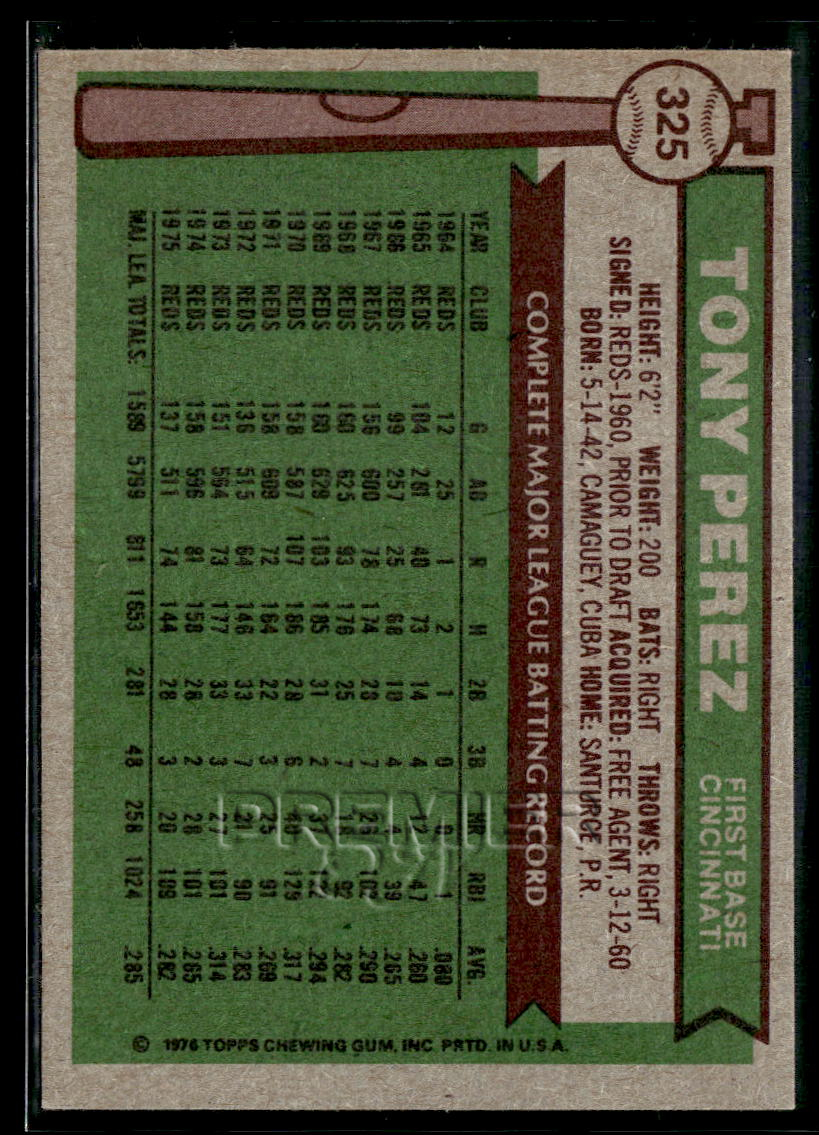 325
TONY PEREZ
FIRST BASE
CINCINNATI
HEIGHT: 6'2" WEIGHT: 200 BATS: RIGHT THROWS: RIGHT
SIGNED: REDS-1960, PRIOR TO DRAFT ACQUIRED: FREE AGENT, 3-12-60
BORN: 5-14-42, CAMAGUEY, CUBA HOME: SANTURCE, P.R.
COMPLETE MAJOR LEAGUE BATTING RECORD
YEAR CLUB G AB R H 2B 3B HR RBI AVG.
1964 REDS 12 25 1 2 1 0 0 1 .080
1965 REDS 104 281 40 73 14 4 12 47 .260
1966 REDS 99 257 25 68 10 4 4 39 .265
1967 REDS 156 600 78 174 28 7 26 102 .290
1968 REDS 160 625 93 176 25 7 18 92 .282
1969 REDS 160 629 103 185 31 2 37 122 .294
1970 REDS 158 587 107 186 28 6 40 129 .317
1971 REDS 158 609 72 164 22 3 25 91 .269
1972 REDS 136 515 64 146 33 7 21 90 .283
1973 REDS 151 564 73 177 33 3 27 101 .314
1974 REDS 158 596 81 158 28 2 28 101 .265
1975 REDS 137 511 74 144 28 3 20 109 .282
MAJ. LEA. TOTALS: 1589 5799 811 1653 281 48 258 1024 .285
© 1976 TOPPS CHEWING GUM, INC. PRTD. IN U.S.A.
PREMIER